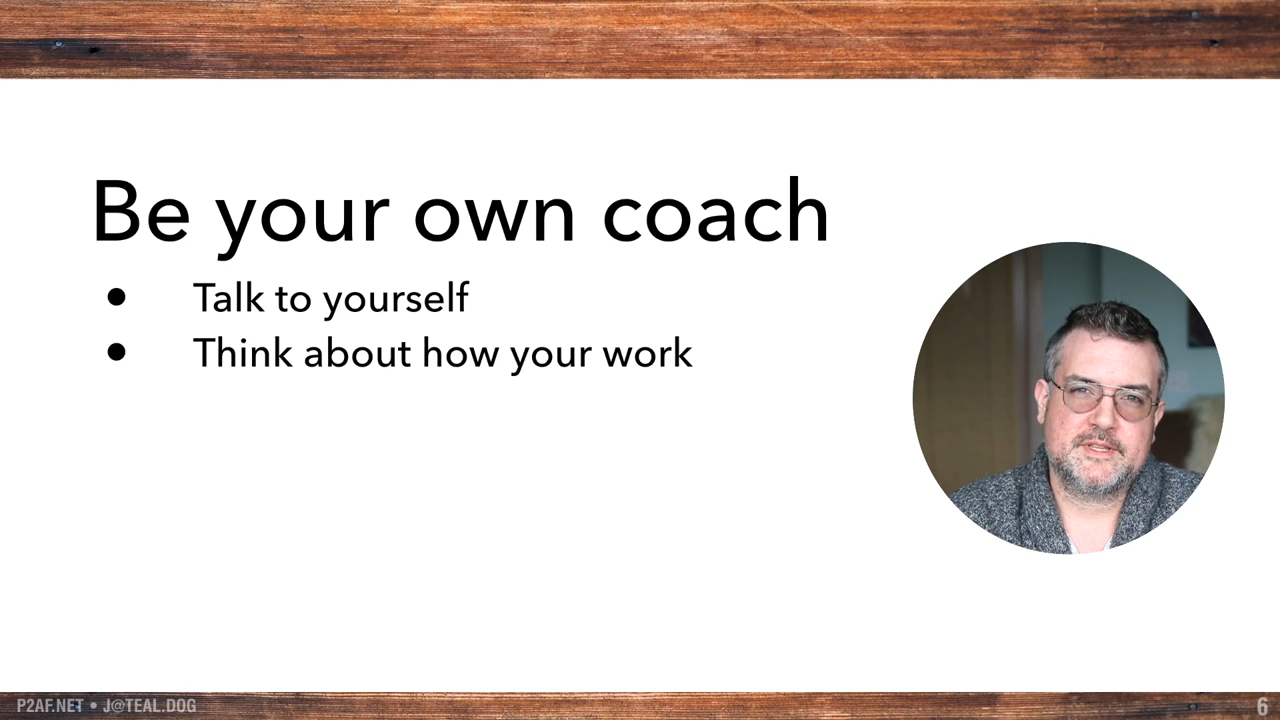 Be your own coach
• Talk to yourself
• Think about how your work
P2AF.NET • J@TEAL.DOG
6